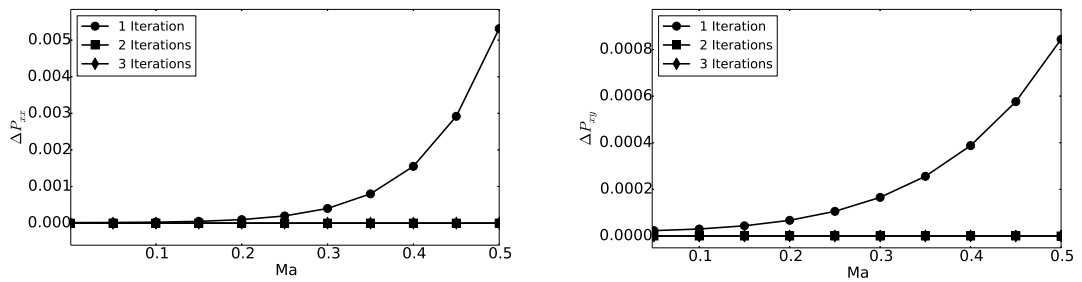 1 Iteration
2 Iterations
3 Iterations
0.005
0.004
0.003
0.002
0.001
0.000
ΔP_xx
0.1 0.2 0.3 0.4 0.5
Ma
1 Iteration
2 Iterations
3 Iterations
0.0008
0.0006
0.0004
0.0002
0.0000
ΔP_xy
0.1 0.2 0.3 0.4 0.5
Ma